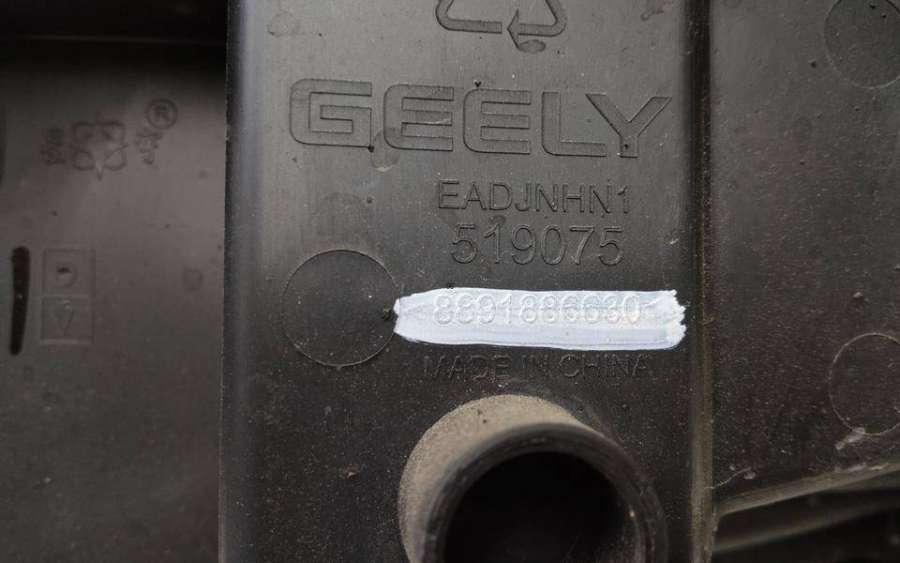 GEELY
EADJNHN1
519075
8891886630
MADE IN CHINA